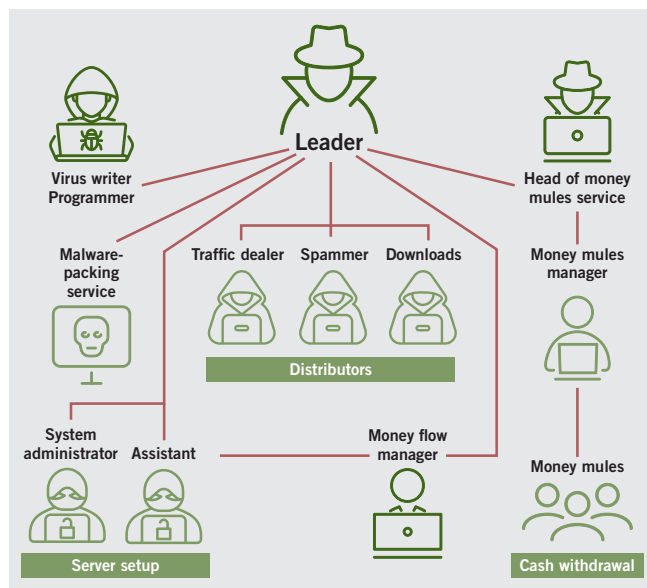 Leader
Virus writer
Programmer
Head of money
mules service
Malware-
packing
service
Traffic dealer
Spammer
Downloads
Money mules
manager
Distributors
System
administrator
Assistant
Money flow
manager
Money mules
Server setup
Cash withdrawal